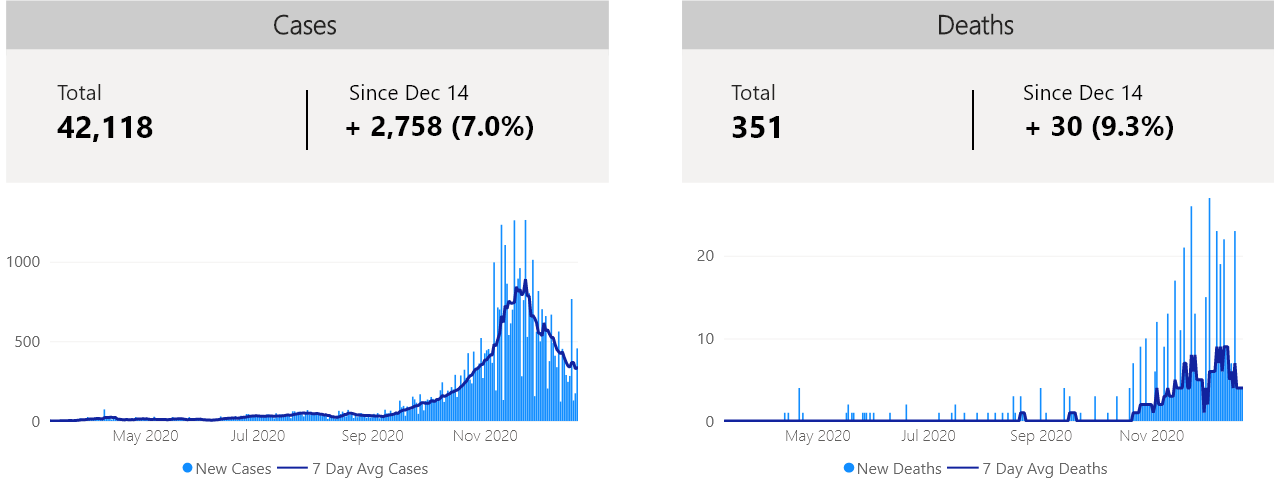 Cases
Total
42,118
Since Dec 14
+ 2,758 (7.0%)
1000
500
0
May 2020 Jul 2020 Sep 2020 Nov 2020
New Cases 7 Day Avg Cases
Deaths
Total
351
Since Dec 14
+ 30 (9.3%)
20
10
0
May 2020 Jul 2020 Sep 2020 Nov 2020
New Deaths 7 Day Avg Deaths